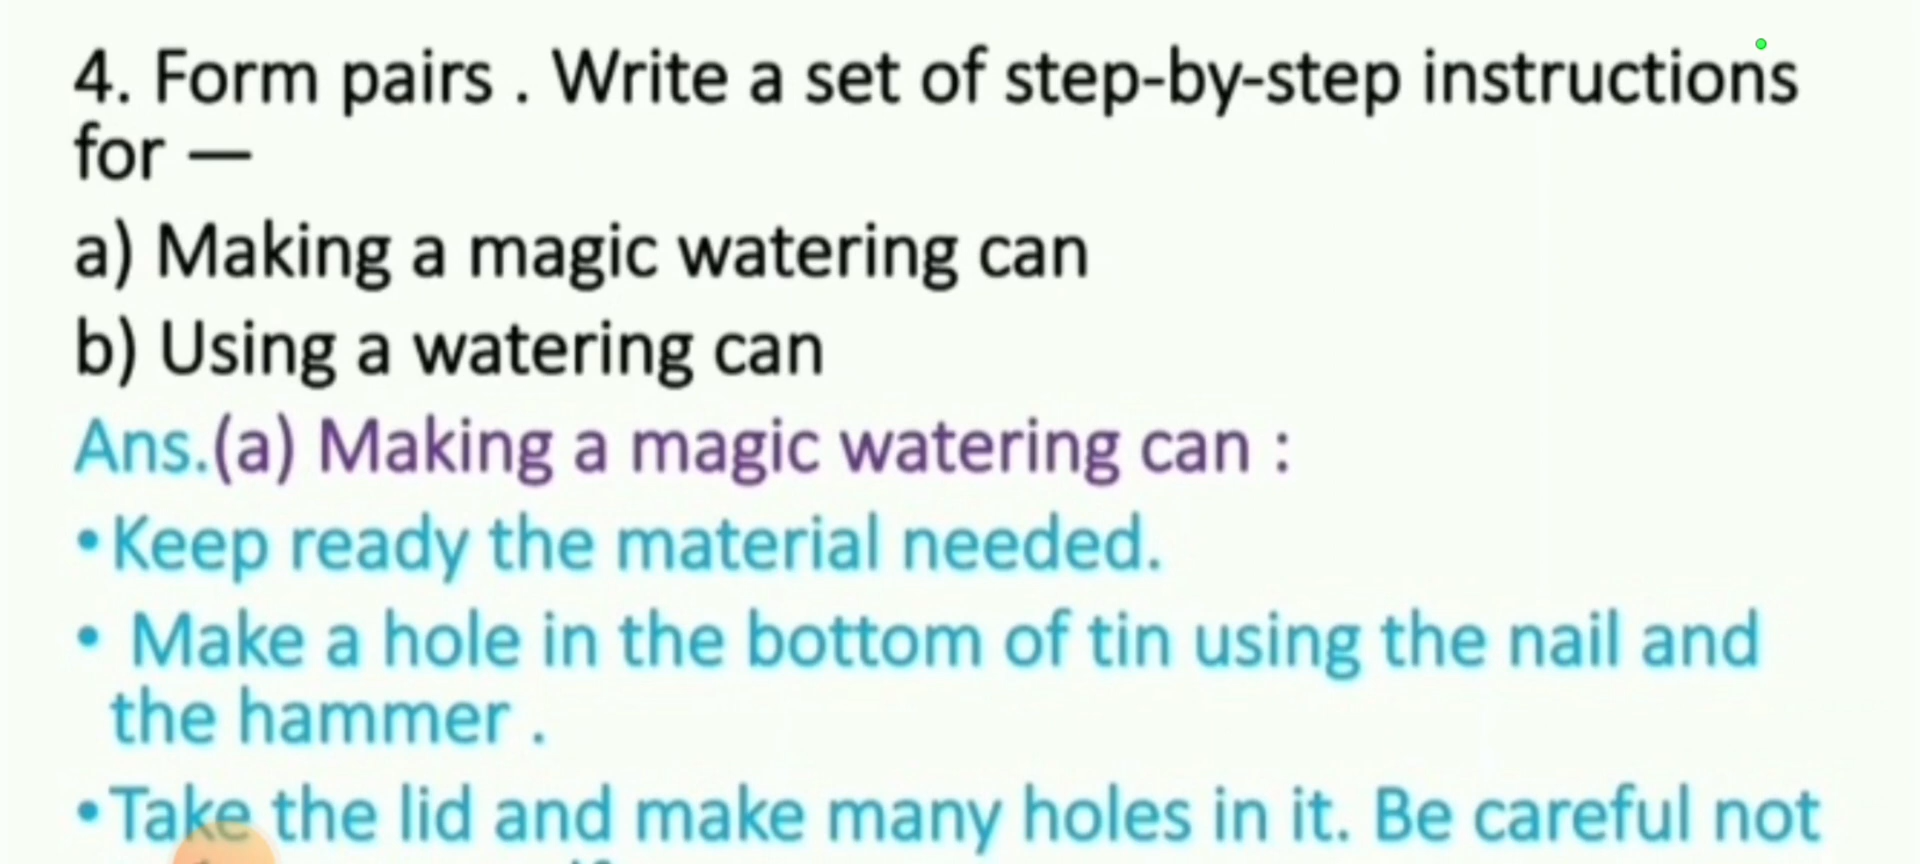 4. Form pairs . Write a set of step-by-step instructions
for —
a) Making a magic watering can
b) Using a watering can
Ans.(a) Making a magic watering can :
•Keep ready the material needed.
• Make a hole in the bottom of tin using the nail and
the hammer .
•Take the lid and make many holes in it. Be careful not